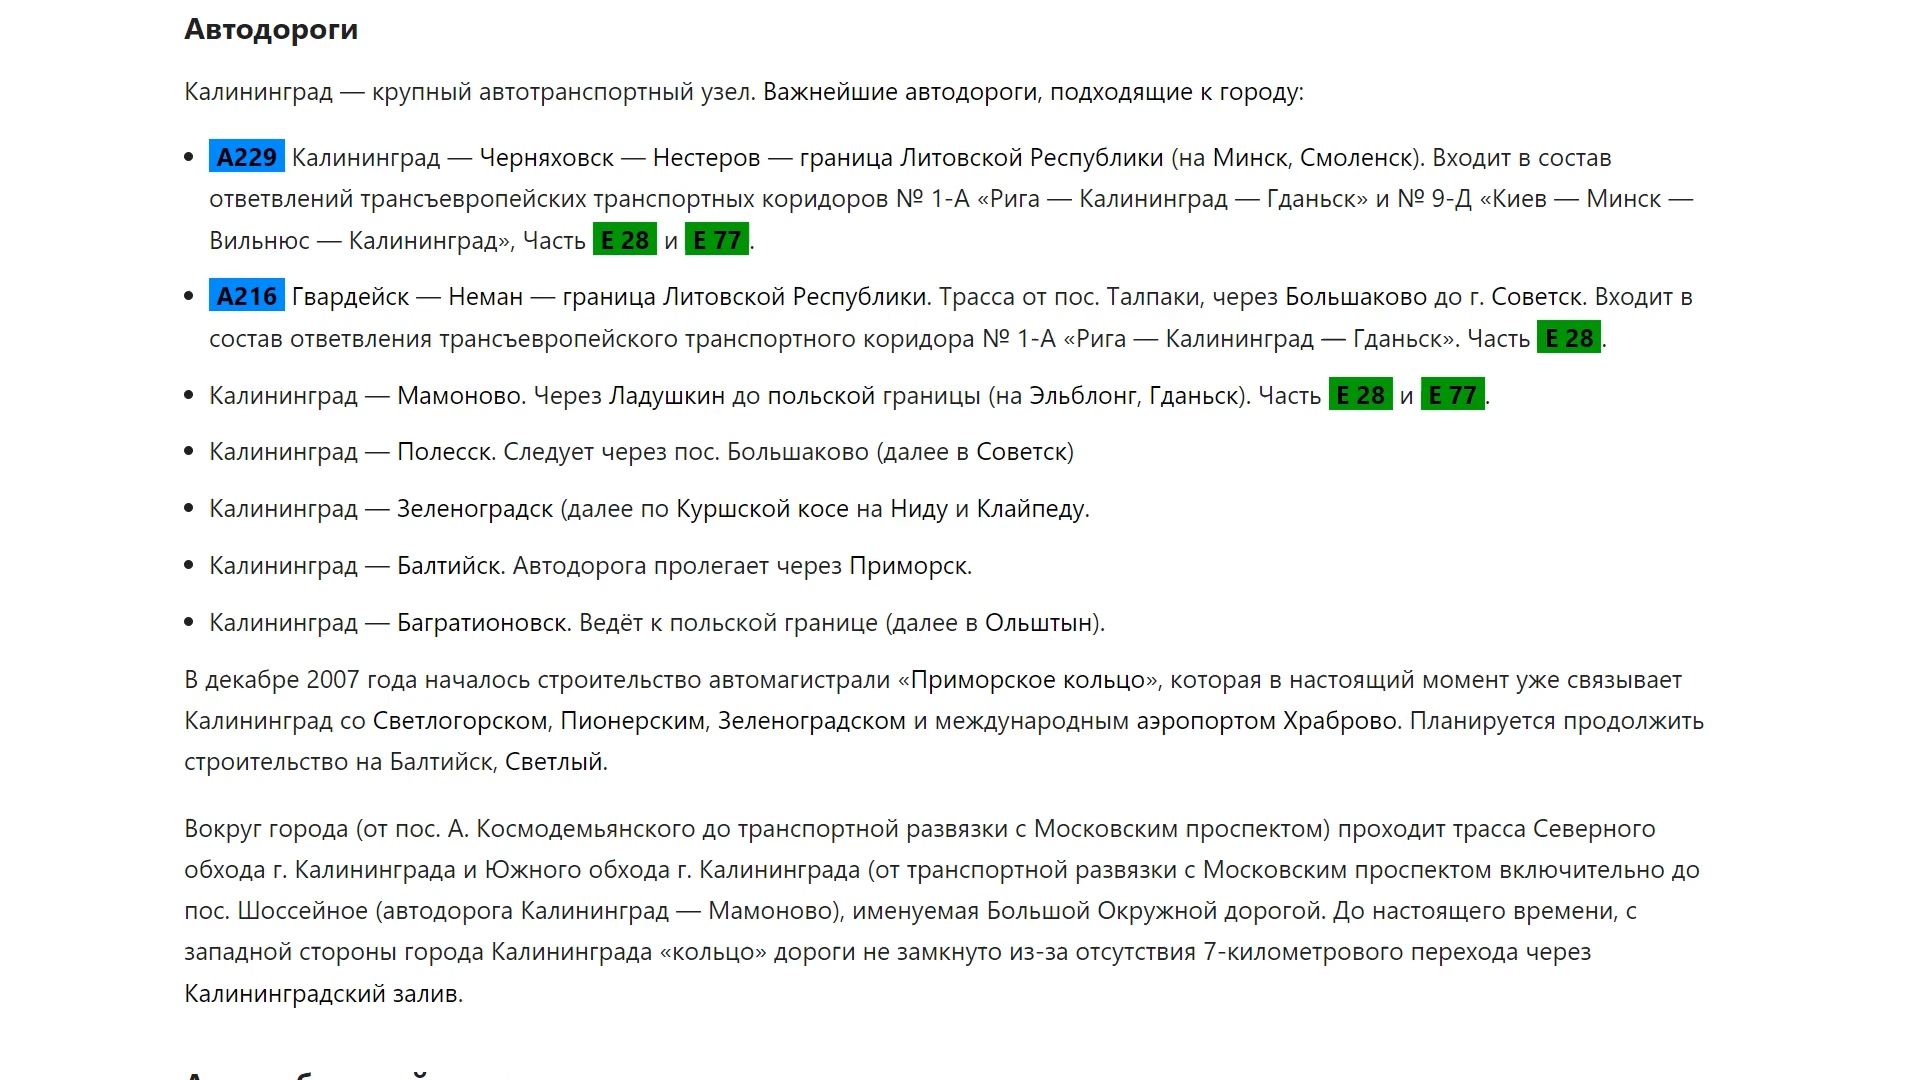 Автодороги
Калининград — крупный автотранспортный узел. Важнейшие автодороги, подходящие к городу:
A229 Калининград — Черняховск — Нестеров — граница Литовской Республики (на Минск, Смоленск). Входит в состав
ответвлений трансъевропейских транспортных коридоров № 1-А «Рига — Калининград — Гданьск» и № 9-Д «Киев — Минск —
Вильнюс — Калининград», Часть E 28 и E 77.
A216 Гвардейск — Неман — граница Литовской Республики. Трасса от пос. Талпаки, через Большаково до г. Советск. Входит в
состав ответвления трансъевропейского транспортного коридора № 1-А «Рига — Калининград — Гданьск». Часть E 28.
Калининград — Мамоново. Через Ладушкин до польской границы (на Эльблонг, Гданьск). Часть E 28 и E 77.
Калининград — Полесск. Следует через пос. Большаково (далее в Советск)
Калининград — Зеленоградск (далее по Куршской косе на Ниду и Клайпеду.
Калининград — Балтийск. Автодорога пролегает через Приморск.
Калининград — Багратионовск. Ведёт к польской границе (далее в Ольштын).
В декабре 2007 года началось строительство автомагистрали «Приморское кольцо», которая в настоящий момент уже связывает
Калининград со Светлогорском, Пионерским, Зеленоградском и международным аэропортом Храброво. Планируется продолжить
строительство на Балтийск, Светлый.
Вокруг города (от пос. А. Космодемьянского до транспортной развязки с Московским проспектом) проходит трасса Северного
обхода г. Калининграда и Южного обхода г. Калининграда (от транспортной развязки с Московским проспектом включительно до
пос. Шоссейное (автодорога Калининград — Мамоново), именуемая Большой Окружной дорогой. До настоящего времени, с
западной стороны города Калининграда «кольцо» дороги не замкнуто из-за отсутствия 7-километрового перехода через
Калининградский залив.